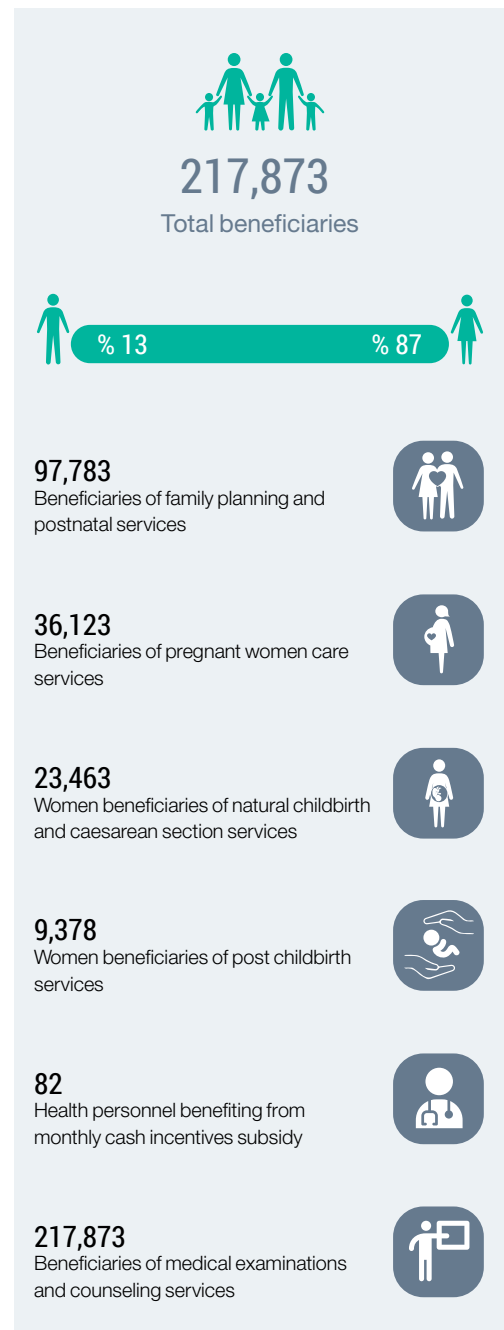 217,873
Total beneficiaries
% 13
% 87
97,783
Beneficiaries of family planning and
postnatal services
36,123
Beneficiaries of pregnant women care
services
23,463
Women beneficiaries of natural childbirth
and caesarean section services
9,378
Women beneficiaries of post childbirth
services
82
Health personnel benefiting from
monthly cash incentives subsidy
217,873
Beneficiaries of medical examinations
and counseling services